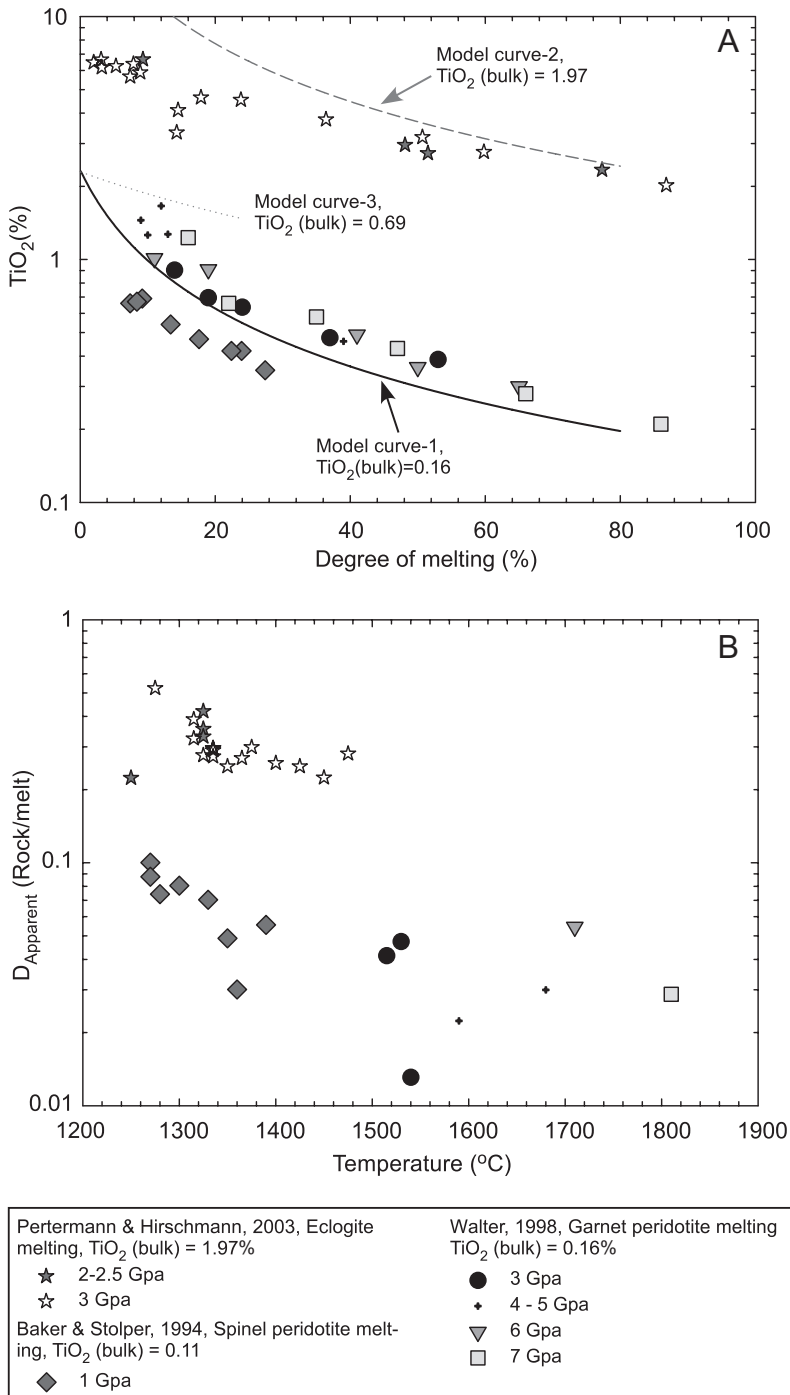 A
10
1
0.1
TiO2(%)
Model curve-2,
TiO2 (bulk) = 1.97
Model curve-3,
TiO2 (bulk) = 0.69
Model curve-1,
TiO2(bulk)=0.16
0 20 40 60 80 100
Degree of melting (%)
B
1
0.1
0.01
DApparent (Rock/melt)
1200 1300 1400 1500 1600 1700 1800 1900
Temperature (oC)
Pertermann & Hirschmann, 2003, Eclogite
melting, TiO2 (bulk) = 1.97%
2-2.5 Gpa
3 Gpa
Baker & Stolper, 1994, Spinel peridotite melt-
ing, TiO2 (bulk) = 0.11
1 Gpa
Walter, 1998, Garnet peridotite melting
TiO2 (bulk) = 0.16%
3 Gpa
4 - 5 Gpa
6 Gpa
7 Gpa